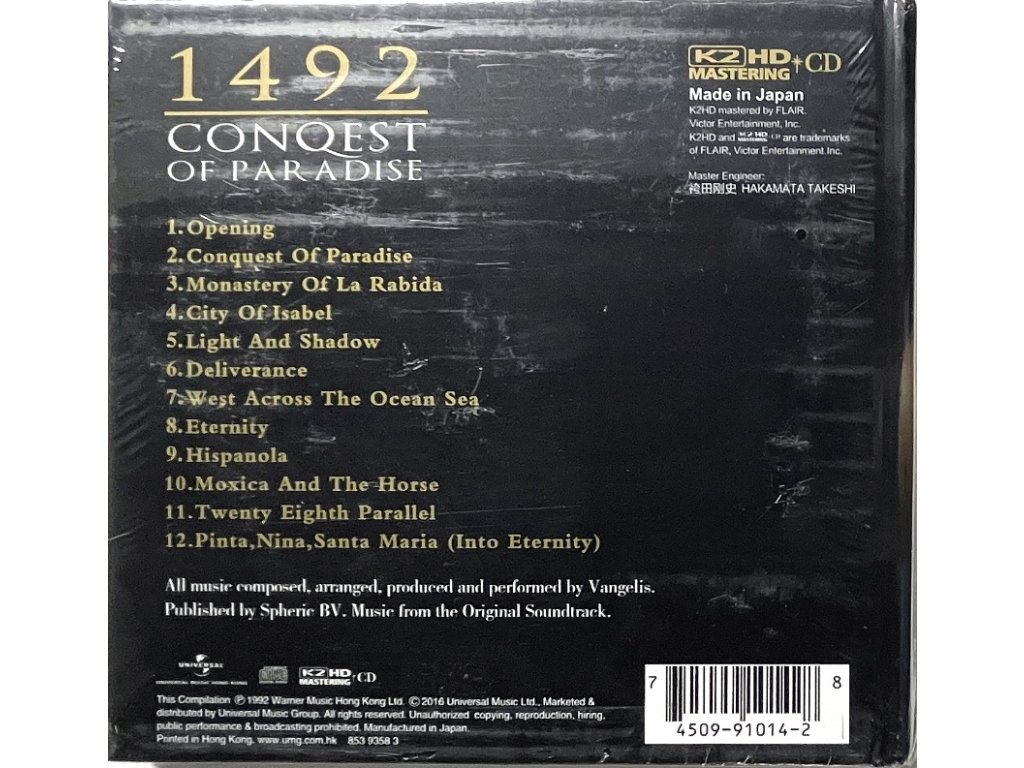 1492
CONQEST
OF PARADISE
K2HD CD
MASTERING
Made in Japan
K2HD mastered by FLAIR.
Victor Entertainment, Inc.
K2HD and K2HD MASTERING CD are trademarks
of FLAIR, Victor Entertainment.Inc.
Master Engineer:
袴田剛史 HAKAMATA TAKESHI
1.Opening
2.Conquest Of Paradise
3.Monastery Of La Rabida
4.City Of Isabel
5.Light And Shadow
6.Deliverance
7.West Across The Ocean Sea
8.Eternity
9.Hispanola
10.Moxica And The Horse
11.Twenty Eighth Parallel
12.Pinta,Nina,Santa Maria (Into Eternity)
All music composed, arranged, produced and performed by Vangelis.
Published by Spheric BV. Music from the Original Soundtrack.
UNIVERSAL
UNIVERSAL MUSIC HONG KONG
K2HD CD
MASTERING
This Compilation ℗ 1992 Warner Music Hong Kong Ltd. © 2016 Universal Music Ltd., Marketed &
distributed by Universal Music Group. All rights reserved. Unauthorized copying, reproduction, hiring,
public performance & broadcasting prohibited. Manufactured in Japan.
Printed in Hong Kong. www.umg.com.hk 853 9358 3
7 8
4509-91014-2